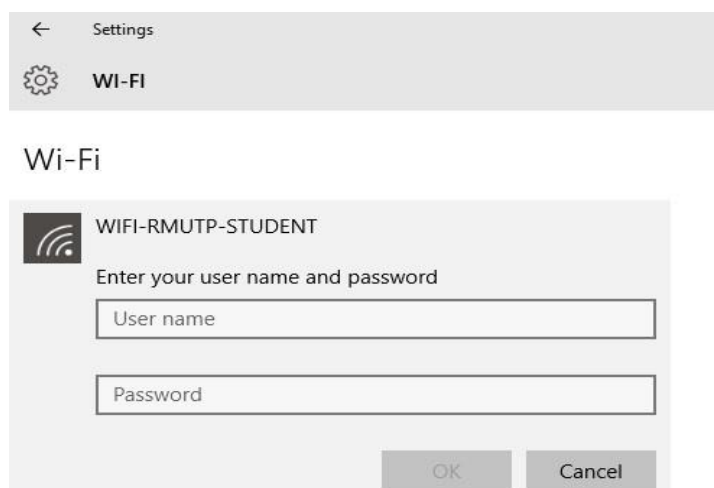 Settings
WI-FI
Wi-Fi
WIFI-RMUTP-STUDENT
Enter your user name and password
User name
Password
OK Cancel